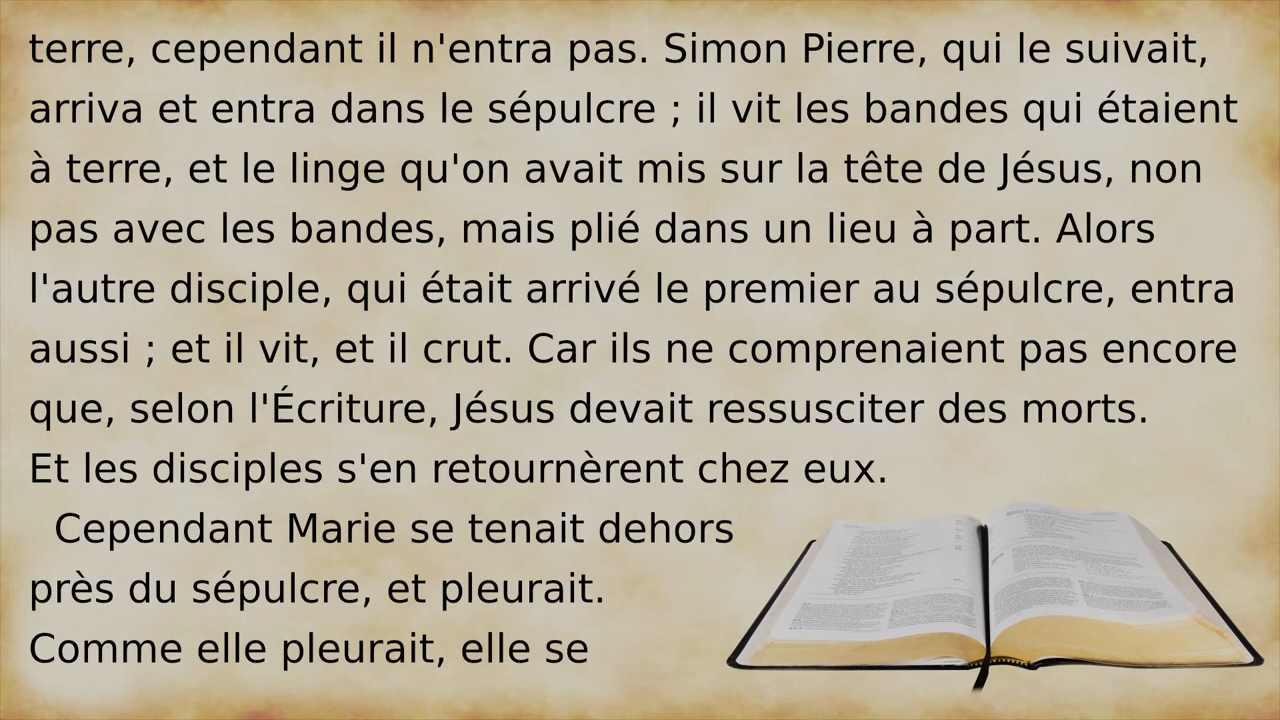 terre, cependant il n'entra pas. Simon Pierre, qui le suivait,
arriva et entra dans le sépulcre ; il vit les bandes qui étaient
à terre, et le linge qu'on avait mis sur la tête de Jésus, non
pas avec les bandes, mais plié dans un lieu à part. Alors
l'autre disciple, qui était arrivé le premier au sépulcre, entra
aussi ; et il vit, et il crut. Car ils ne comprenaient pas encore
que, selon l'Écriture, Jésus devait ressusciter des morts.
Et les disciples s'en retournèrent chez eux.
Cependant Marie se tenait dehors
près du sépulcre, et pleurait.
Comme elle pleurait, elle se